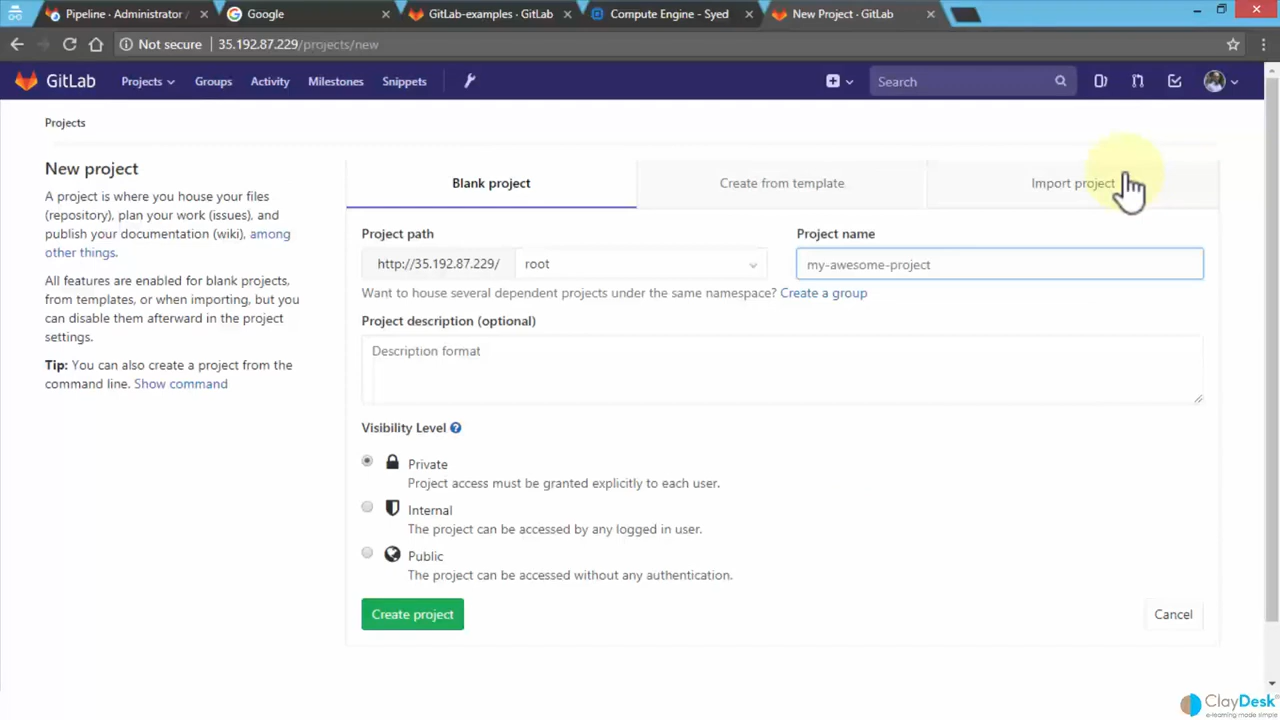 Pipeline · Administrator /
Google
GitLab-examples · GitLab
Compute Engine - Syed
New Project · GitLab
Not secure
35.192.87.229/projects/new
GitLab
Projects
Groups
Activity
Milestones
Snippets
Search
Projects
New project
A project is where you house your files
(repository), plan your work (issues), and
publish your documentation (wiki), among
other things.
All features are enabled for blank projects,
from templates, or when importing, but you
can disable them afterward in the project
settings.
Tip: You can also create a project from the
command line. Show command
Blank project
Create from template
Import project
Project path
http://35.192.87.229/
root
Project name
my-awesome-project
Want to house several dependent projects under the same namespace? Create a group
Project description (optional)
Description format
Visibility Level
Private
Project access must be granted explicitly to each user.
Internal
The project can be accessed by any logged in user.
Public
The project can be accessed without any authentication.
Create project
Cancel
ClayDesk
e-learning made simple